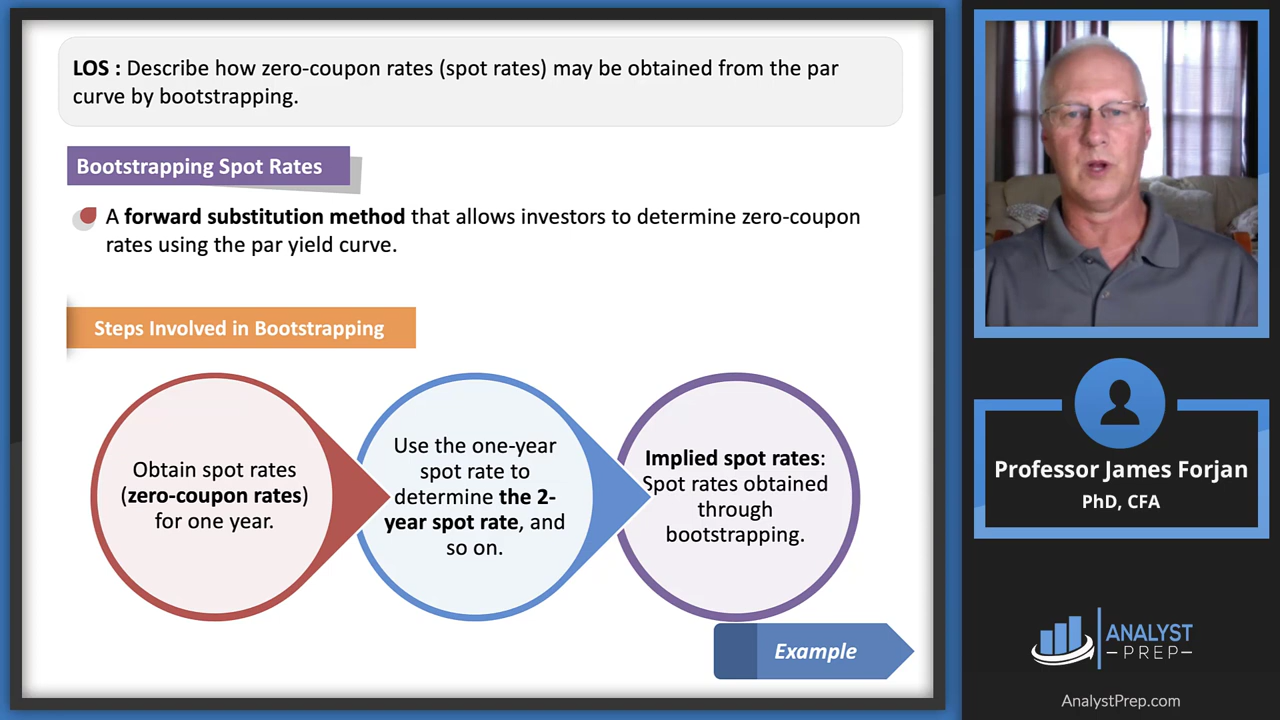 LOS : Describe how zero-coupon rates (spot rates) may be obtained from the par
curve by bootstrapping.
Bootstrapping Spot Rates
A forward substitution method that allows investors to determine zero-coupon
rates using the par yield curve.
Steps Involved in Bootstrapping
Obtain spot rates
(zero-coupon rates)
for one year.
Use the one-year
spot rate to
determine the 2-
year spot rate, and
so on.
Implied spot rates:
Spot rates obtained
through
bootstrapping.
Example
Professor James Forjan
PhD, CFA
ANALYST
PREP
AnalystPrep.com